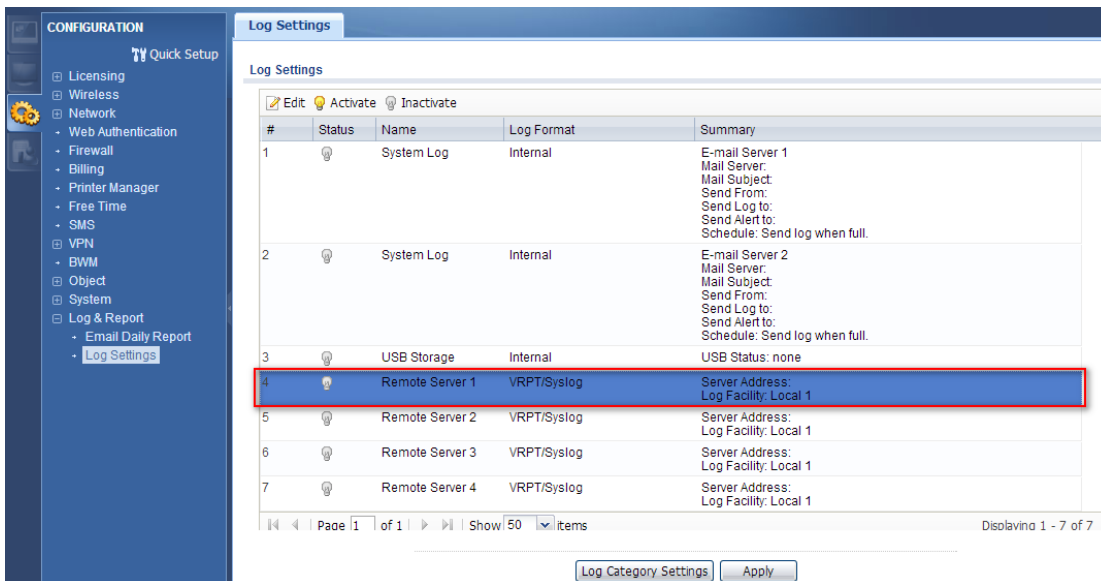 CONFIGURATION
Quick Setup
Licensing
Wireless
Network
Web Authentication
Firewall
Billing
Printer Manager
Free Time
SMS
VPN
BWM
Object
System
Log & Report
Email Daily Report
Log Settings
Log Settings
Log Settings
Edit Activate Inactivate
# Status Name Log Format Summary
1 System Log Internal E-mail Server 1
Mail Server:
Mail Subject:
Send From:
Send Log to:
Send Alert to:
Schedule: Send log when full.
2 System Log Internal E-mail Server 2
Mail Server:
Mail Subject:
Send From:
Send Log to:
Send Alert to:
Schedule: Send log when full.
3 USB Storage Internal USB Status: none
4 Remote Server 1 VRPT/Syslog Server Address:
Log Facility: Local 1
5 Remote Server 2 VRPT/Syslog Server Address:
Log Facility: Local 1
6 Remote Server 3 VRPT/Syslog Server Address:
Log Facility: Local 1
7 Remote Server 4 VRPT/Syslog Server Address:
Log Facility: Local 1
Page 1 of 1 Show 50 items Displaying 1 - 7 of 7
Log Category Settings Apply